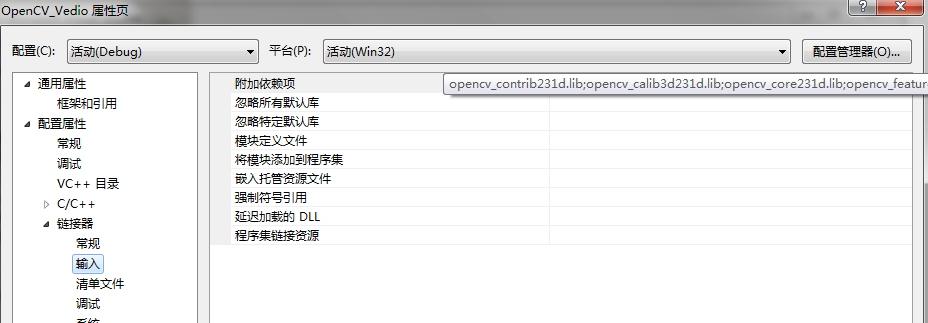 OpenCV_Vedio 属性页
配置(C): 活动(Debug) 平台(P): 活动(Win32) 配置管理器(O)...
通用属性
框架和引用
配置属性
常规
调试
VC++ 目录
C/C++
链接器
常规
输入
清单文件
调试
系统
附加依赖项 opencv_contrib231d.lib;opencv_calib3d231d.lib;opencv_core231d.lib;opencv_featur
忽略所有默认库
忽略特定默认库
模块定义文件
将模块添加到程序集
嵌入托管资源文件
强制符号引用
延迟加载的 DLL
程序集链接资源